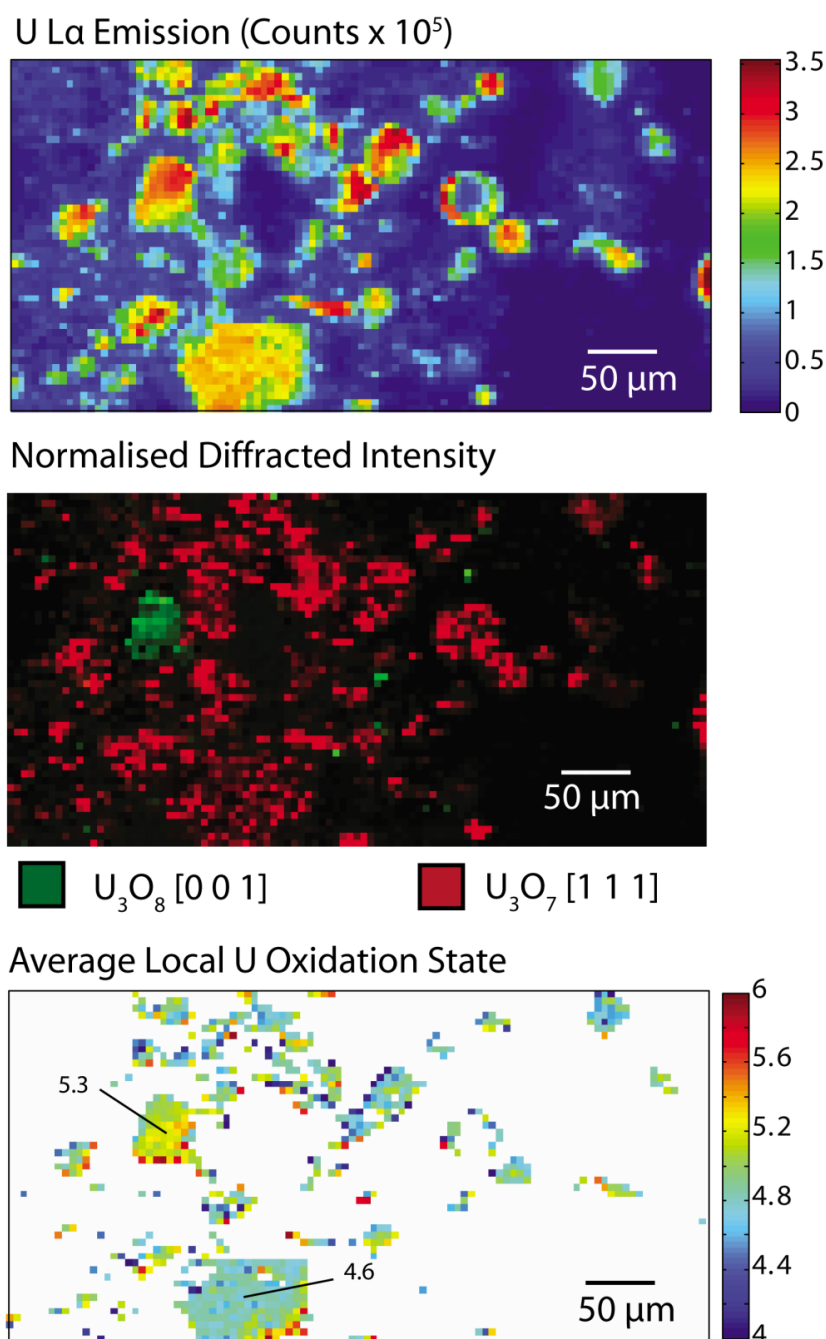 U Lα Emission (Counts x 10⁵)
3.5
3
2.5
2
1.5
1
0.5
0
50 μm
Normalised Diffracted Intensity
50 μm
U₃O₈ [0 0 1]
U₃O₇ [1 1 1]
Average Local U Oxidation State
6
5.6
5.2
4.8
4.4
4
5.3
4.6
50 μm